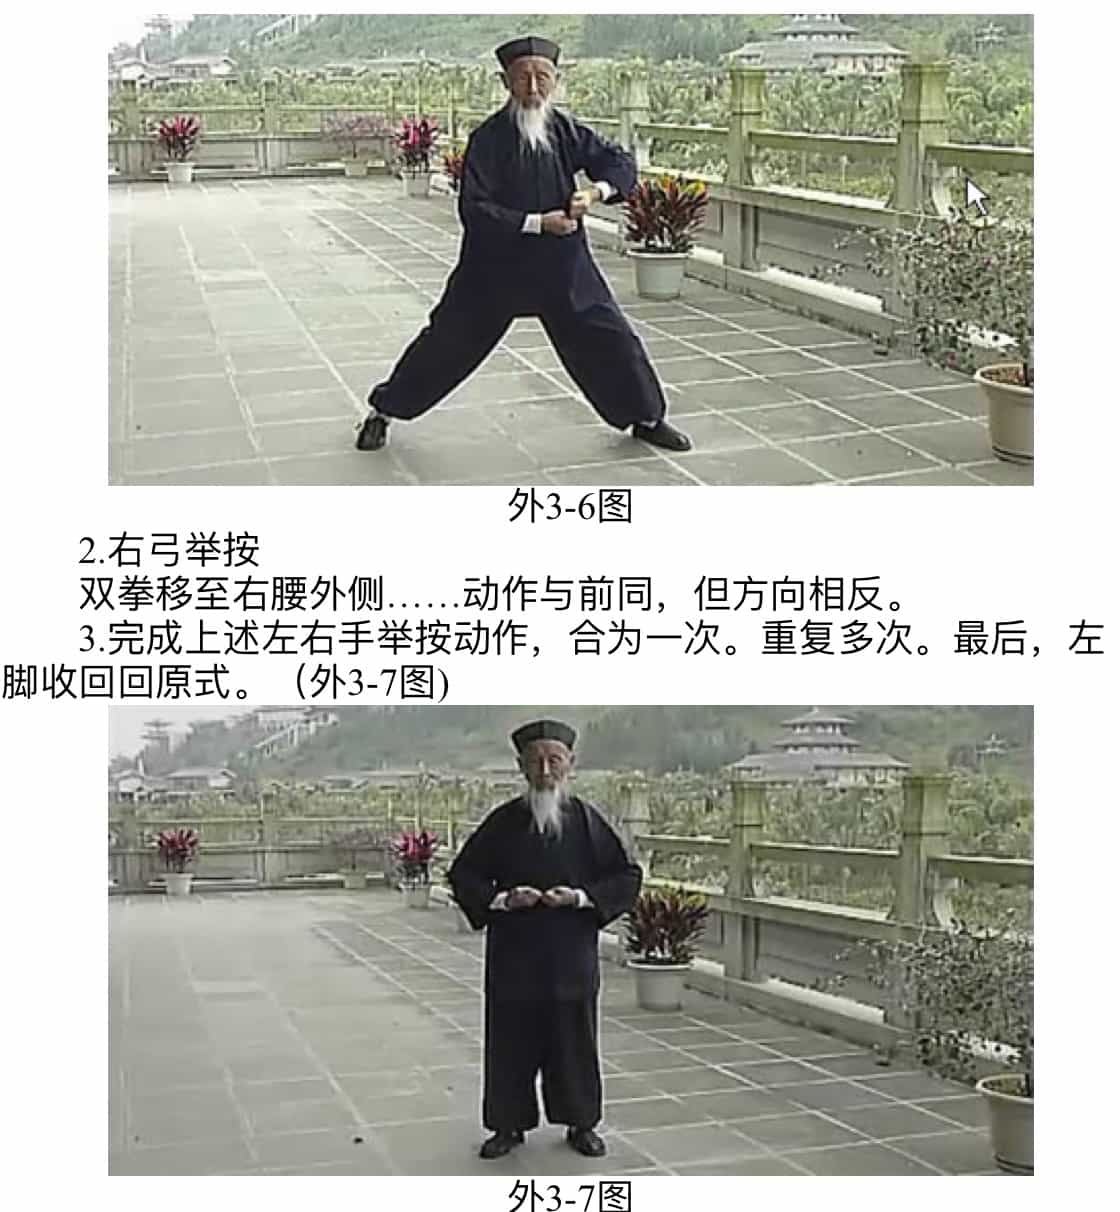 外3-6图
2.右弓举按
双拳移至右腰外侧……动作与前同，但方向相反。
3.完成上述左右手举按动作，合为一次。重复多次。最后，左
脚收回回原式。（外3-7图)
外3-7图